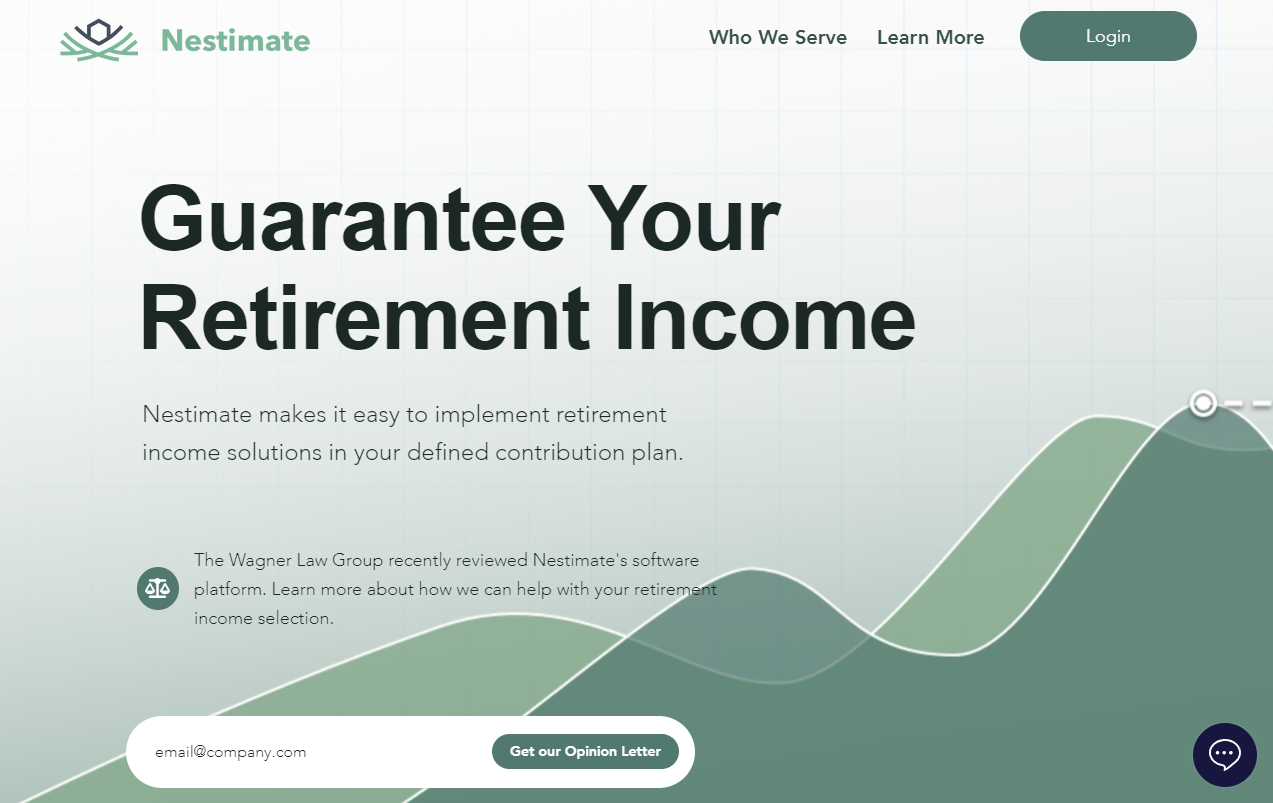 Nestimate
Who We Serve
Learn More
Login
Guarantee Your
Retirement Income
Nestimate makes it easy to implement retirement
income solutions in your defined contribution plan.
The Wagner Law Group recently reviewed Nestimate's software
platform. Learn more about how we can help with your retirement
income selection.
email@company.com
Get our Opinion Letter